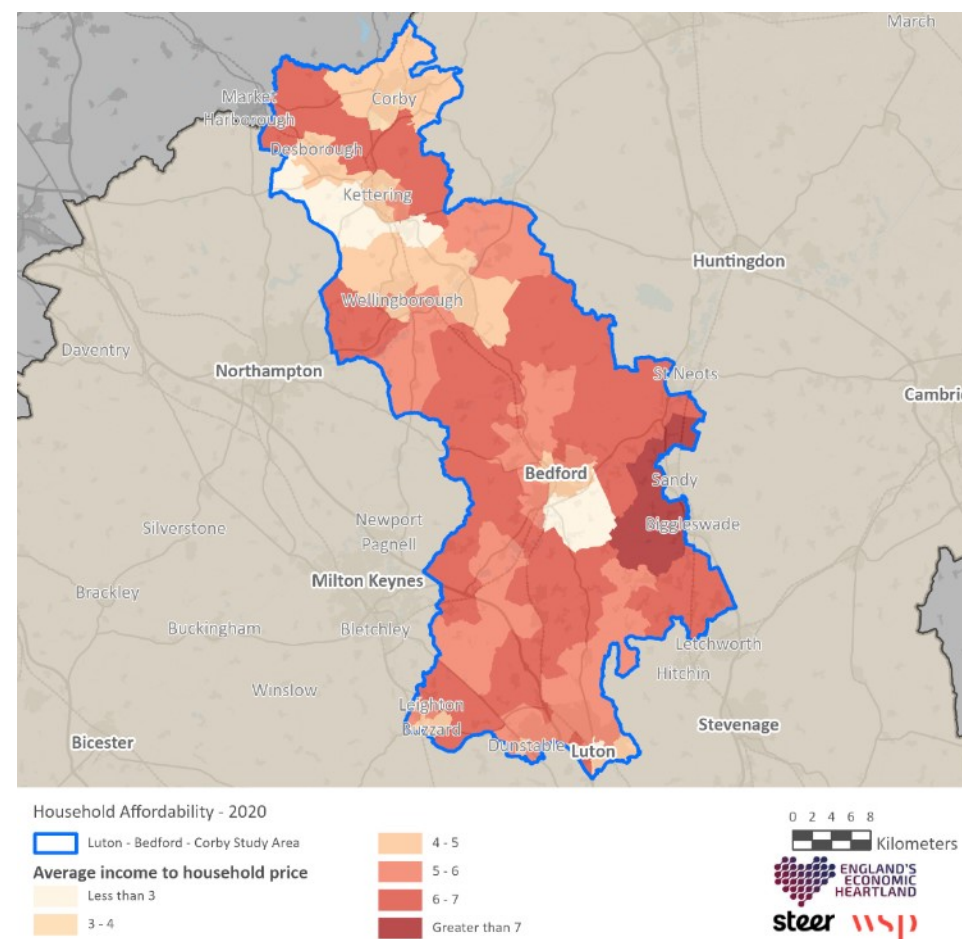 March
Market
Harborough
Corby
Desborough
Kettering
Huntingdon
Wellingborough
Daventry
Northampton
St Neots
Bedford
Sandy
Silverstone
Newport
Pagnell
Biggleswade
Milton Keynes
Brackley
Buckingham
Bletchley
Letchworth
Hitchin
Winslow
Leighton
Buzzard
Stevenage
Bicester
Dunstable
Luton
Household Affordability - 2020
Luton - Bedford - Corby Study Area
Average income to household price
Less than 3
3 - 4
4 - 5
5 - 6
6 - 7
Greater than 7
0 2 4 6 8
Kilometers
ENGLAND'S
ECONOMIC
HEARTLAND
steer wsp